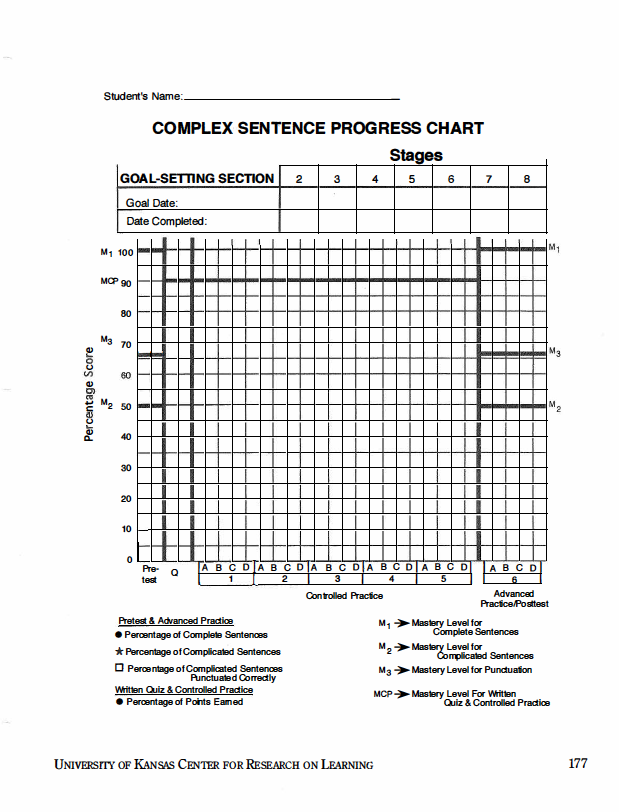 Student's Name:
COMPLEX SENTENCE PROGRESS CHART
Stages
GOAL-SETTING SECTION 2 3 4 5 6 7 8
Goal Date:
Date Completed:
M1 100 M1
MCP 90
80
M3 70 M3
60
M2 50 M2
40
30
20
10
0
Percentage Score
Pre-test Q A B C D A B C D A B C D A B C D A B C D A B C D
1 2 3 4 5 6
Controlled Practice
Advanced
Practice/Posttest
Pretest & Advanced Practice
● Percentage of Complete Sentences
★ Percentage of Complicated Sentences
☐ Percentage of Complicated Sentences
Punctuated Correctly
Written Quiz & Controlled Practice
● Percentage of Points Earned
M1 ➔ Mastery Level for
Complete Sentences
M2 ➔ Mastery Level for
Complicated Sentences
M3 ➔ Mastery Level for Punctuation
MCP ➔ Mastery Level For Written
Quiz & Controlled Practice
UNIVERSITY OF KANSAS CENTER FOR RESEARCH ON LEARNING 177